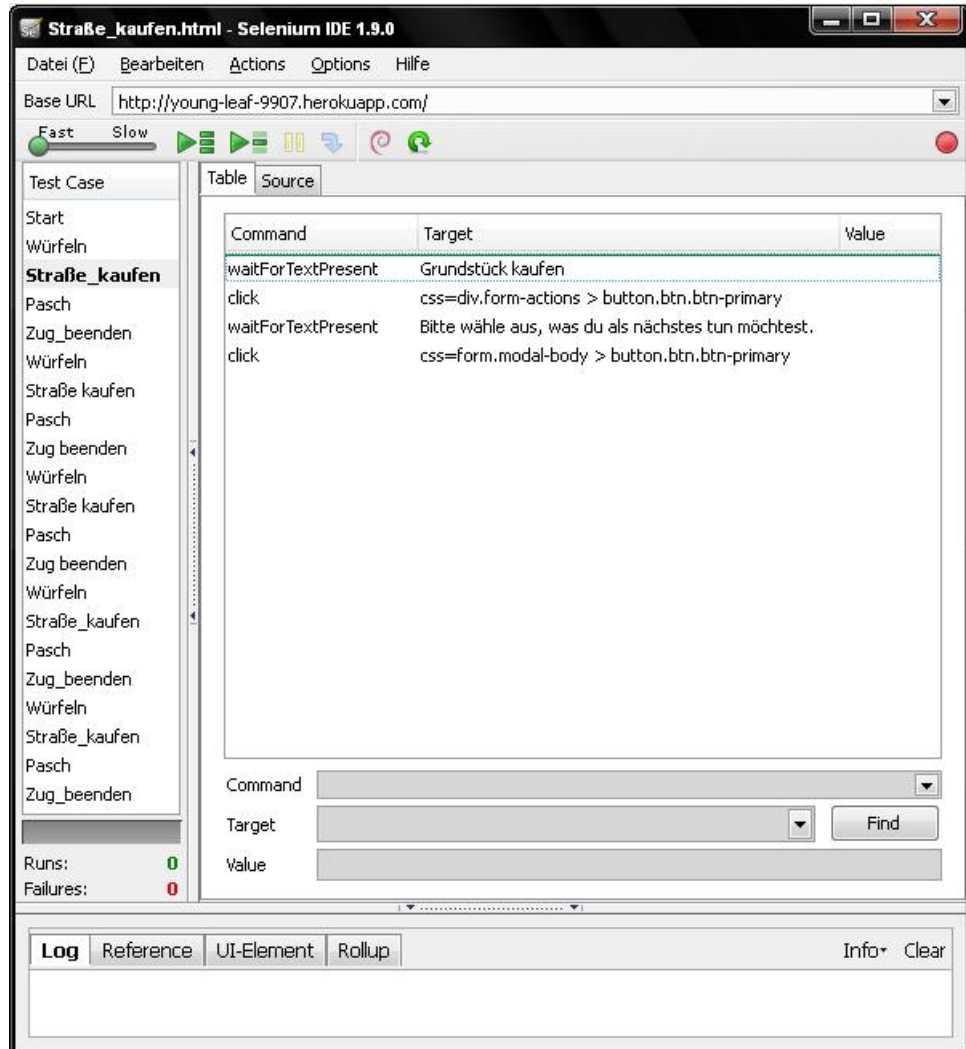 Straße_kaufen.html - Selenium IDE 1.9.0
Datei (F) Bearbeiten Actions Options Hilfe
Base URL http://young-leaf-9907.herokuapp.com/
Fast Slow
Test Case
Start
Würfeln
Straße_kaufen
Pasch
Zug_beenden
Würfeln
Straße kaufen
Pasch
Zug beenden
Würfeln
Straße kaufen
Pasch
Zug beenden
Würfeln
Straße_kaufen
Pasch
Zug_beenden
Würfeln
Straße_kaufen
Pasch
Zug_beenden
Runs: 0
Failures: 0
Table Source
Command Target Value
waitForTextPresent Grundstück kaufen
click css=div.form-actions > button.btn.btn-primary
waitForTextPresent Bitte wähle aus, was du als nächstes tun möchtest.
click css=form.modal-body > button.btn.btn-primary
Command
Target Find
Value
Log Reference UI-Element Rollup Info Clear